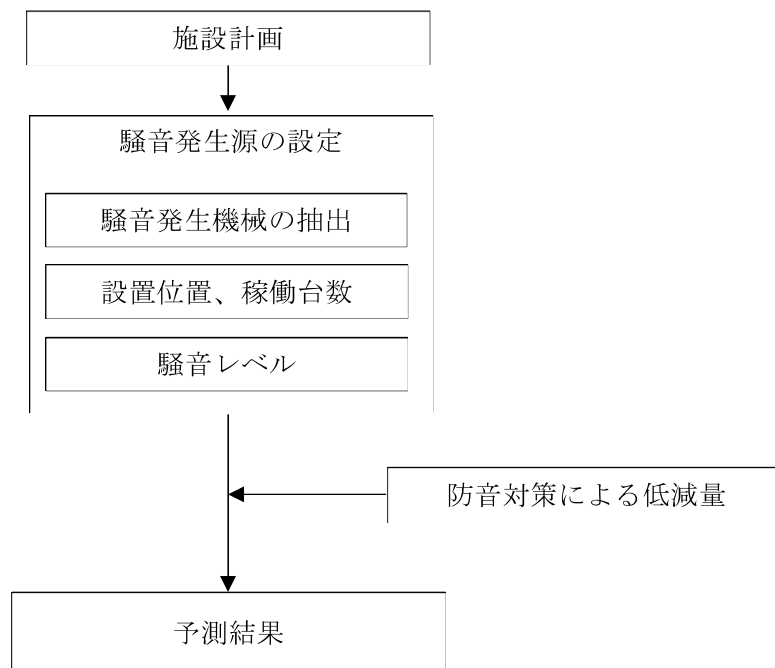 施設計画
騒音発生源の設定
騒音発生機械の抽出
設置位置、稼働台数
騒音レベル
防音対策による低減量
予測結果